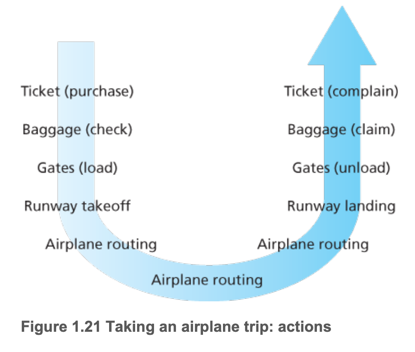 Ticket (purchase)
Ticket (complain)
Baggage (check)
Baggage (claim)
Gates (load)
Gates (unload)
Runway takeoff
Runway landing
Airplane routing
Airplane routing
Airplane routing
Figure 1.21 Taking an airplane trip: actions